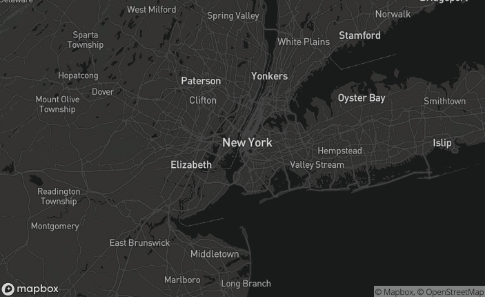 West Milford
Spring Valley
Norwalk
Sparta
Township
Stamford
White Plains
Hopatcong
Paterson
Yonkers
Dover
Clifton
Mount Olive
Township
Oyster Bay
Smithtown
New York
Islip
Hempstead
Elizabeth
Valley Stream
Readington
Township
Montgomery
East Brunswick
Middletown
Marlboro
Long Branch
mapbox
© Mapbox, © OpenStreetMap